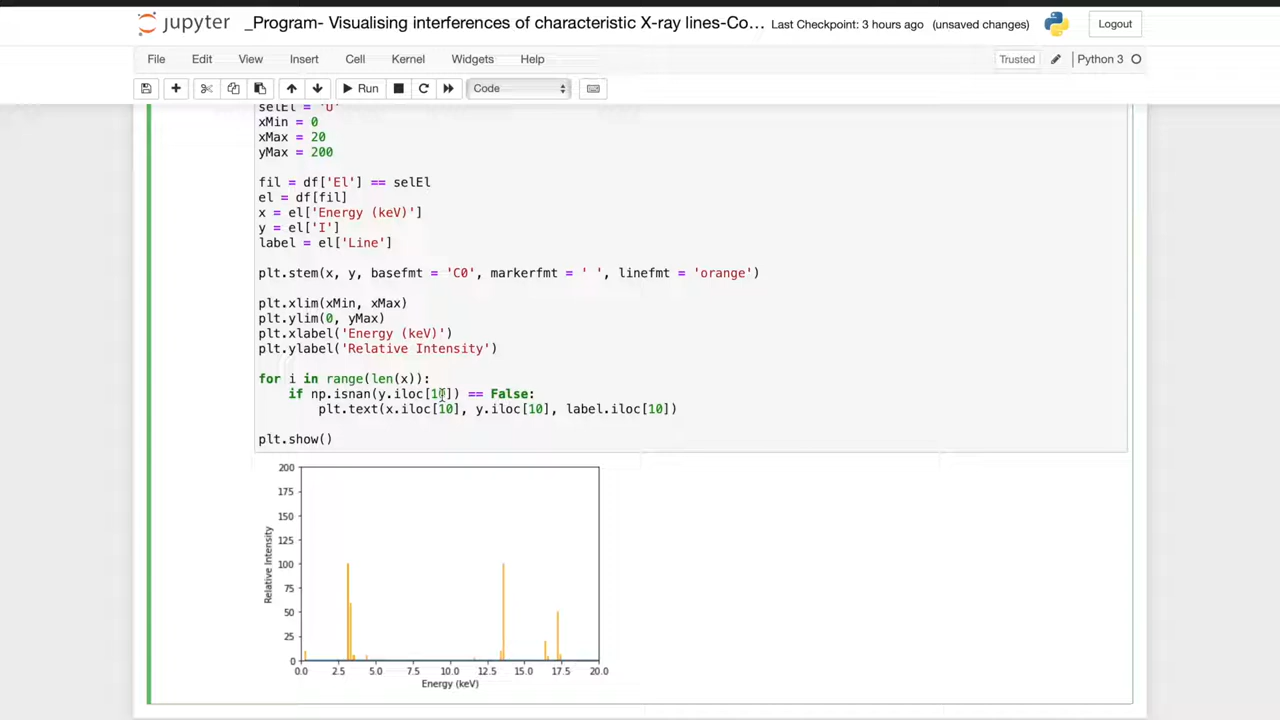 jupyter _Program- Visualising interferences of characteristic X-ray lines-Co... Last Checkpoint: 3 hours ago (unsaved changes) Logout
File Edit View Insert Cell Kernel Widgets Help Trusted Python 3
Run Code
selEl = 'U'
xMin = 0
xMax = 20
yMax = 200
fil = df['El'] == selEl
el = df[fil]
x = el['Energy (keV)']
y = el['I']
label = el['Line']
plt.stem(x, y, basefmt = 'C0', markerfmt = ' ', linefmt = 'orange')
plt.xlim(xMin, xMax)
plt.ylim(0, yMax)
plt.xlabel('Energy (keV)')
plt.ylabel('Relative Intensity')
for i in range(len(x)):
    if np.isnan(y.iloc[10]) == False:
        plt.text(x.iloc[10], y.iloc[10], label.iloc[10])
plt.show()
200
175
150
125
100
75
50
25
0
Relative Intensity
0.0 2.5 5.0 7.5 10.0 12.5 15.0 17.5 20.0
Energy (keV)